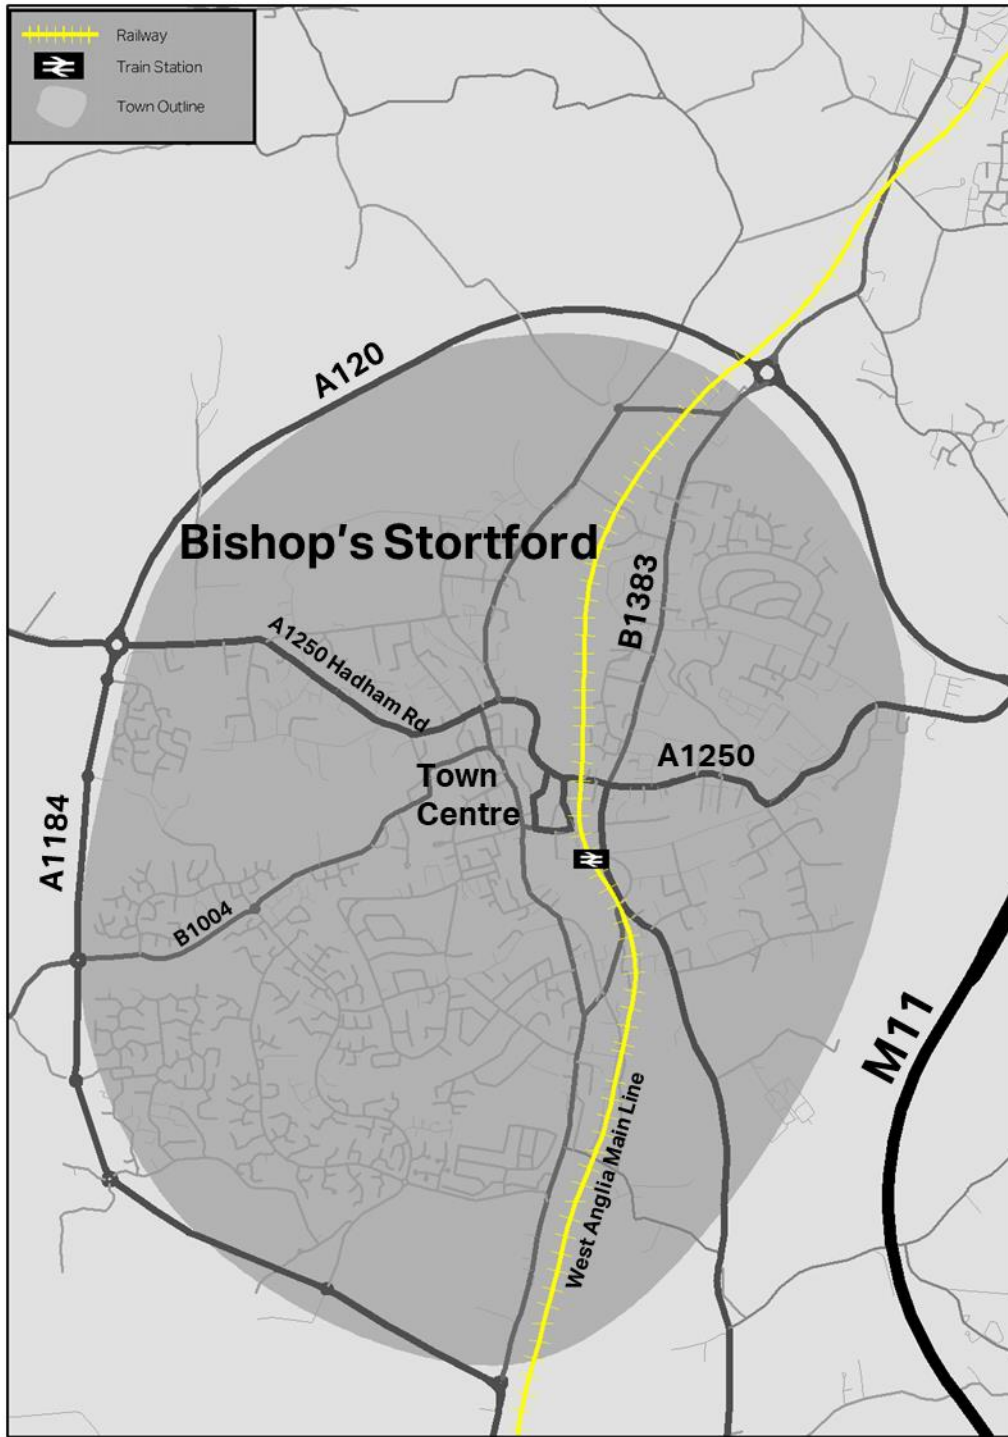 Railway
Train Station
Town Outline
A120
Bishop's Stortford
B1383
A1250 Hadham Rd
A1250
Town
Centre
A1184
B1004
M11
West Anglia Main Line